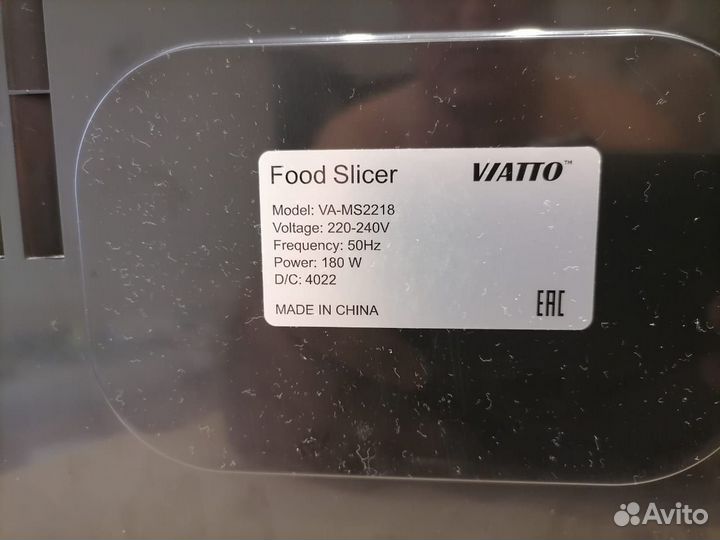 Food Slicer VIATTO™
Model: VA-MS2218
Voltage: 220-240V
Frequency: 50Hz
Power: 180 W
D/C: 4022
MADE IN CHINA
EAC
Avito